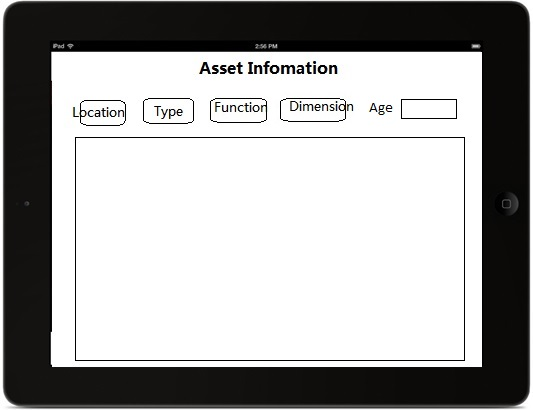 iPad 2:56 PM
Asset Infomation
Location Type Function Dimension Age